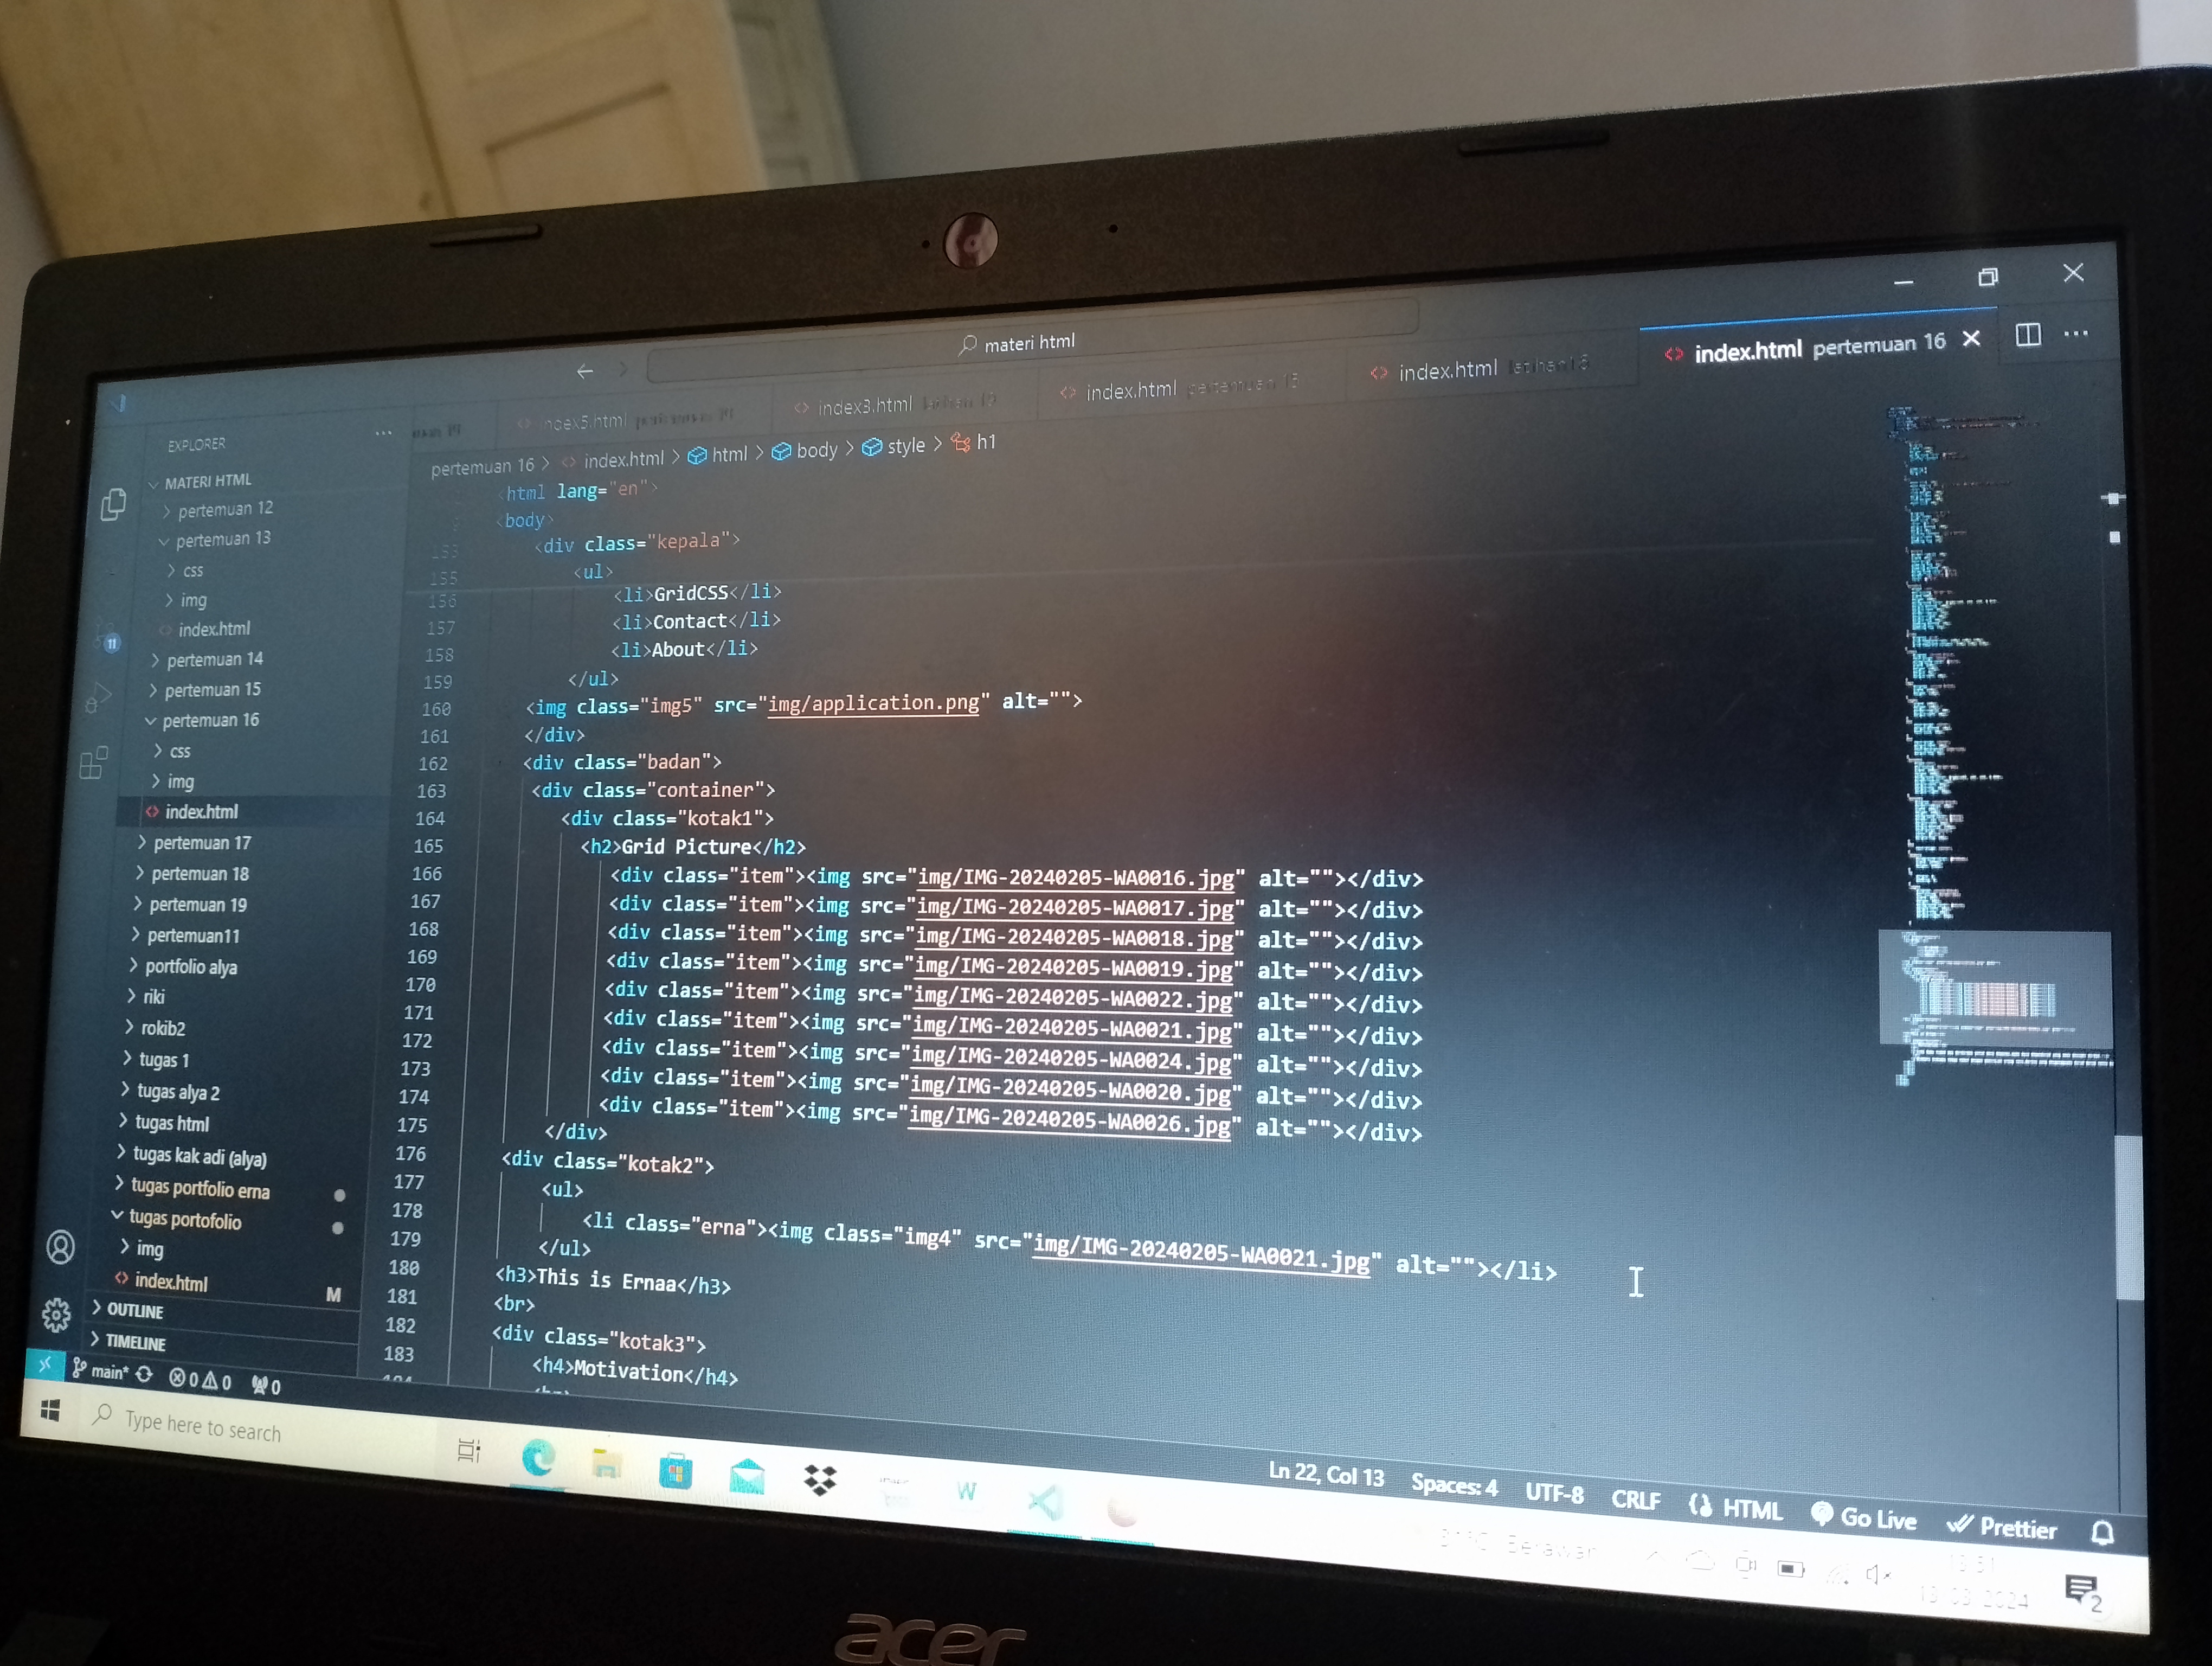 materi html
index5.html
index3.html
index.html pertemuan 15
index.html
index.html pertemuan 16
EXPLORER
pertemuan 16 > index.html > html > body > style > h1
MATERI HTML
pertemuan 12
pertemuan 13
css
img
index.html
pertemuan 14
pertemuan 15
pertemuan 16
css
img
index.html
pertemuan 17
pertemuan 18
pertemuan 19
pertemuan11
portfolio alya
riki
rokib2
tugas 1
tugas alya 2
tugas html
tugas kak adi (alya)
tugas portfolio erna
tugas portofolio
img
index.html M
OUTLINE
TIMELINE
11
<html lang="en">
<body>
153 <div class="kepala">
155 <ul>
156 <li>GridCSS</li>
157 <li>Contact</li>
158 <li>About</li>
159 </ul>
160 <img class="img5" src="img/application.png" alt="">
161 </div>
162 <div class="badan">
163 <div class="container">
164 <div class="kotak1">
165 <h2>Grid Picture</h2>
166 <div class="item"><img src="img/IMG-20240205-WA0016.jpg" alt=""></div>
167 <div class="item"><img src="img/IMG-20240205-WA0017.jpg" alt=""></div>
168 <div class="item"><img src="img/IMG-20240205-WA0018.jpg" alt=""></div>
169 <div class="item"><img src="img/IMG-20240205-WA0019.jpg" alt=""></div>
170 <div class="item"><img src="img/IMG-20240205-WA0022.jpg" alt=""></div>
171 <div class="item"><img src="img/IMG-20240205-WA0021.jpg" alt=""></div>
172 <div class="item"><img src="img/IMG-20240205-WA0024.jpg" alt=""></div>
173 <div class="item"><img src="img/IMG-20240205-WA0020.jpg" alt=""></div>
174 <div class="item"><img src="img/IMG-20240205-WA0026.jpg" alt=""></div>
175 </div>
176 <div class="kotak2">
177 <ul>
178 <li class="erna"><img class="img4" src="img/IMG-20240205-WA0021.jpg" alt=""></li>
179 </ul>
180 <h3>This is Ernaa</h3>
181 <br>
182 <div class="kotak3">
183 <h4>Motivation</h4>
main* 0 0 0
Ln 22, Col 13 Spaces: 4 UTF-8 CRLF HTML Go Live Prettier
Type here to search
W
Berawan
2
acer